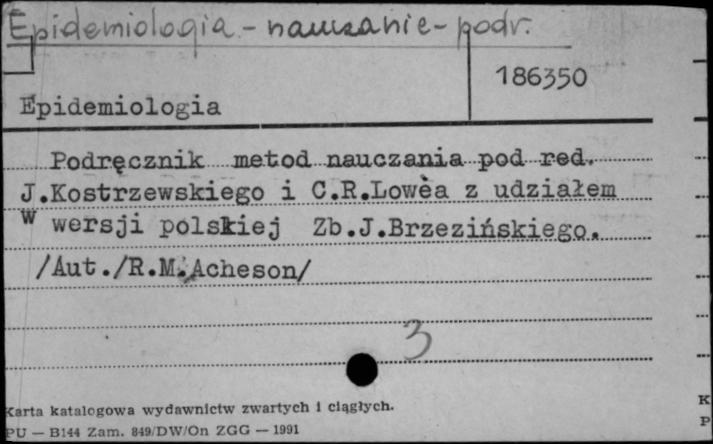 Epidemiologia - nauczanie - podr.
186350
Epidemiologia
Podręcznik metod nauczania pod red.
J.Kostrzewskiego i C.R.Lowèa z udziałem
w wersji polskiej Zb.J.Brzezińskiego.
/Aut./R.M.Acheson/
3
Karta katalogowa wydawnictw zwartych i ciągłych.
PU — B144 Zam. 849/DW/On ZGG — 1991
K
P